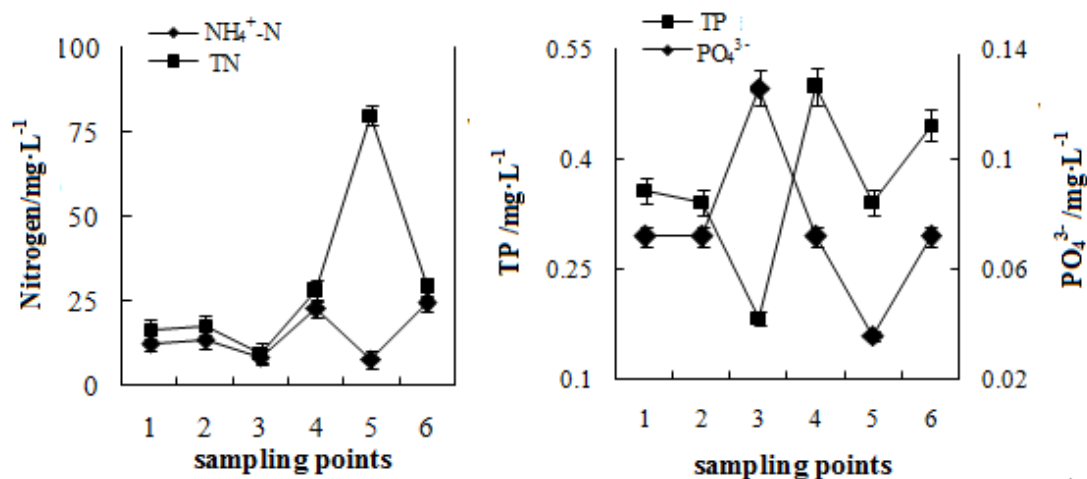 NH₄⁺-N
TN
100
75
50
25
0
Nitrogen/mg·L⁻¹
1 2 3 4 5 6
sampling points
TP
PO₄³⁻
0.55
0.4
0.25
0.1
TP /mg·L⁻¹
0.14
0.1
0.06
0.02
PO₄³⁻ /mg·L⁻¹
1 2 3 4 5 6
sampling points